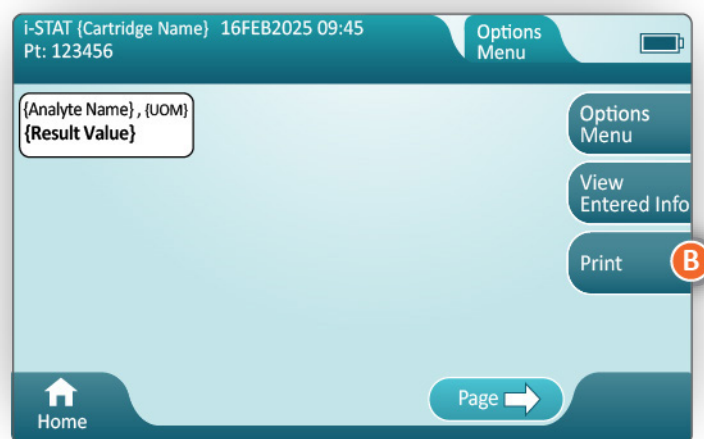 i-STAT {Cartridge Name} 16FEB2025 09:45
Pt: 123456
Options
Menu
{Analyte Name} , {UOM}
{Result Value}
Options
Menu
View
Entered Info
Print
B
Page
Home